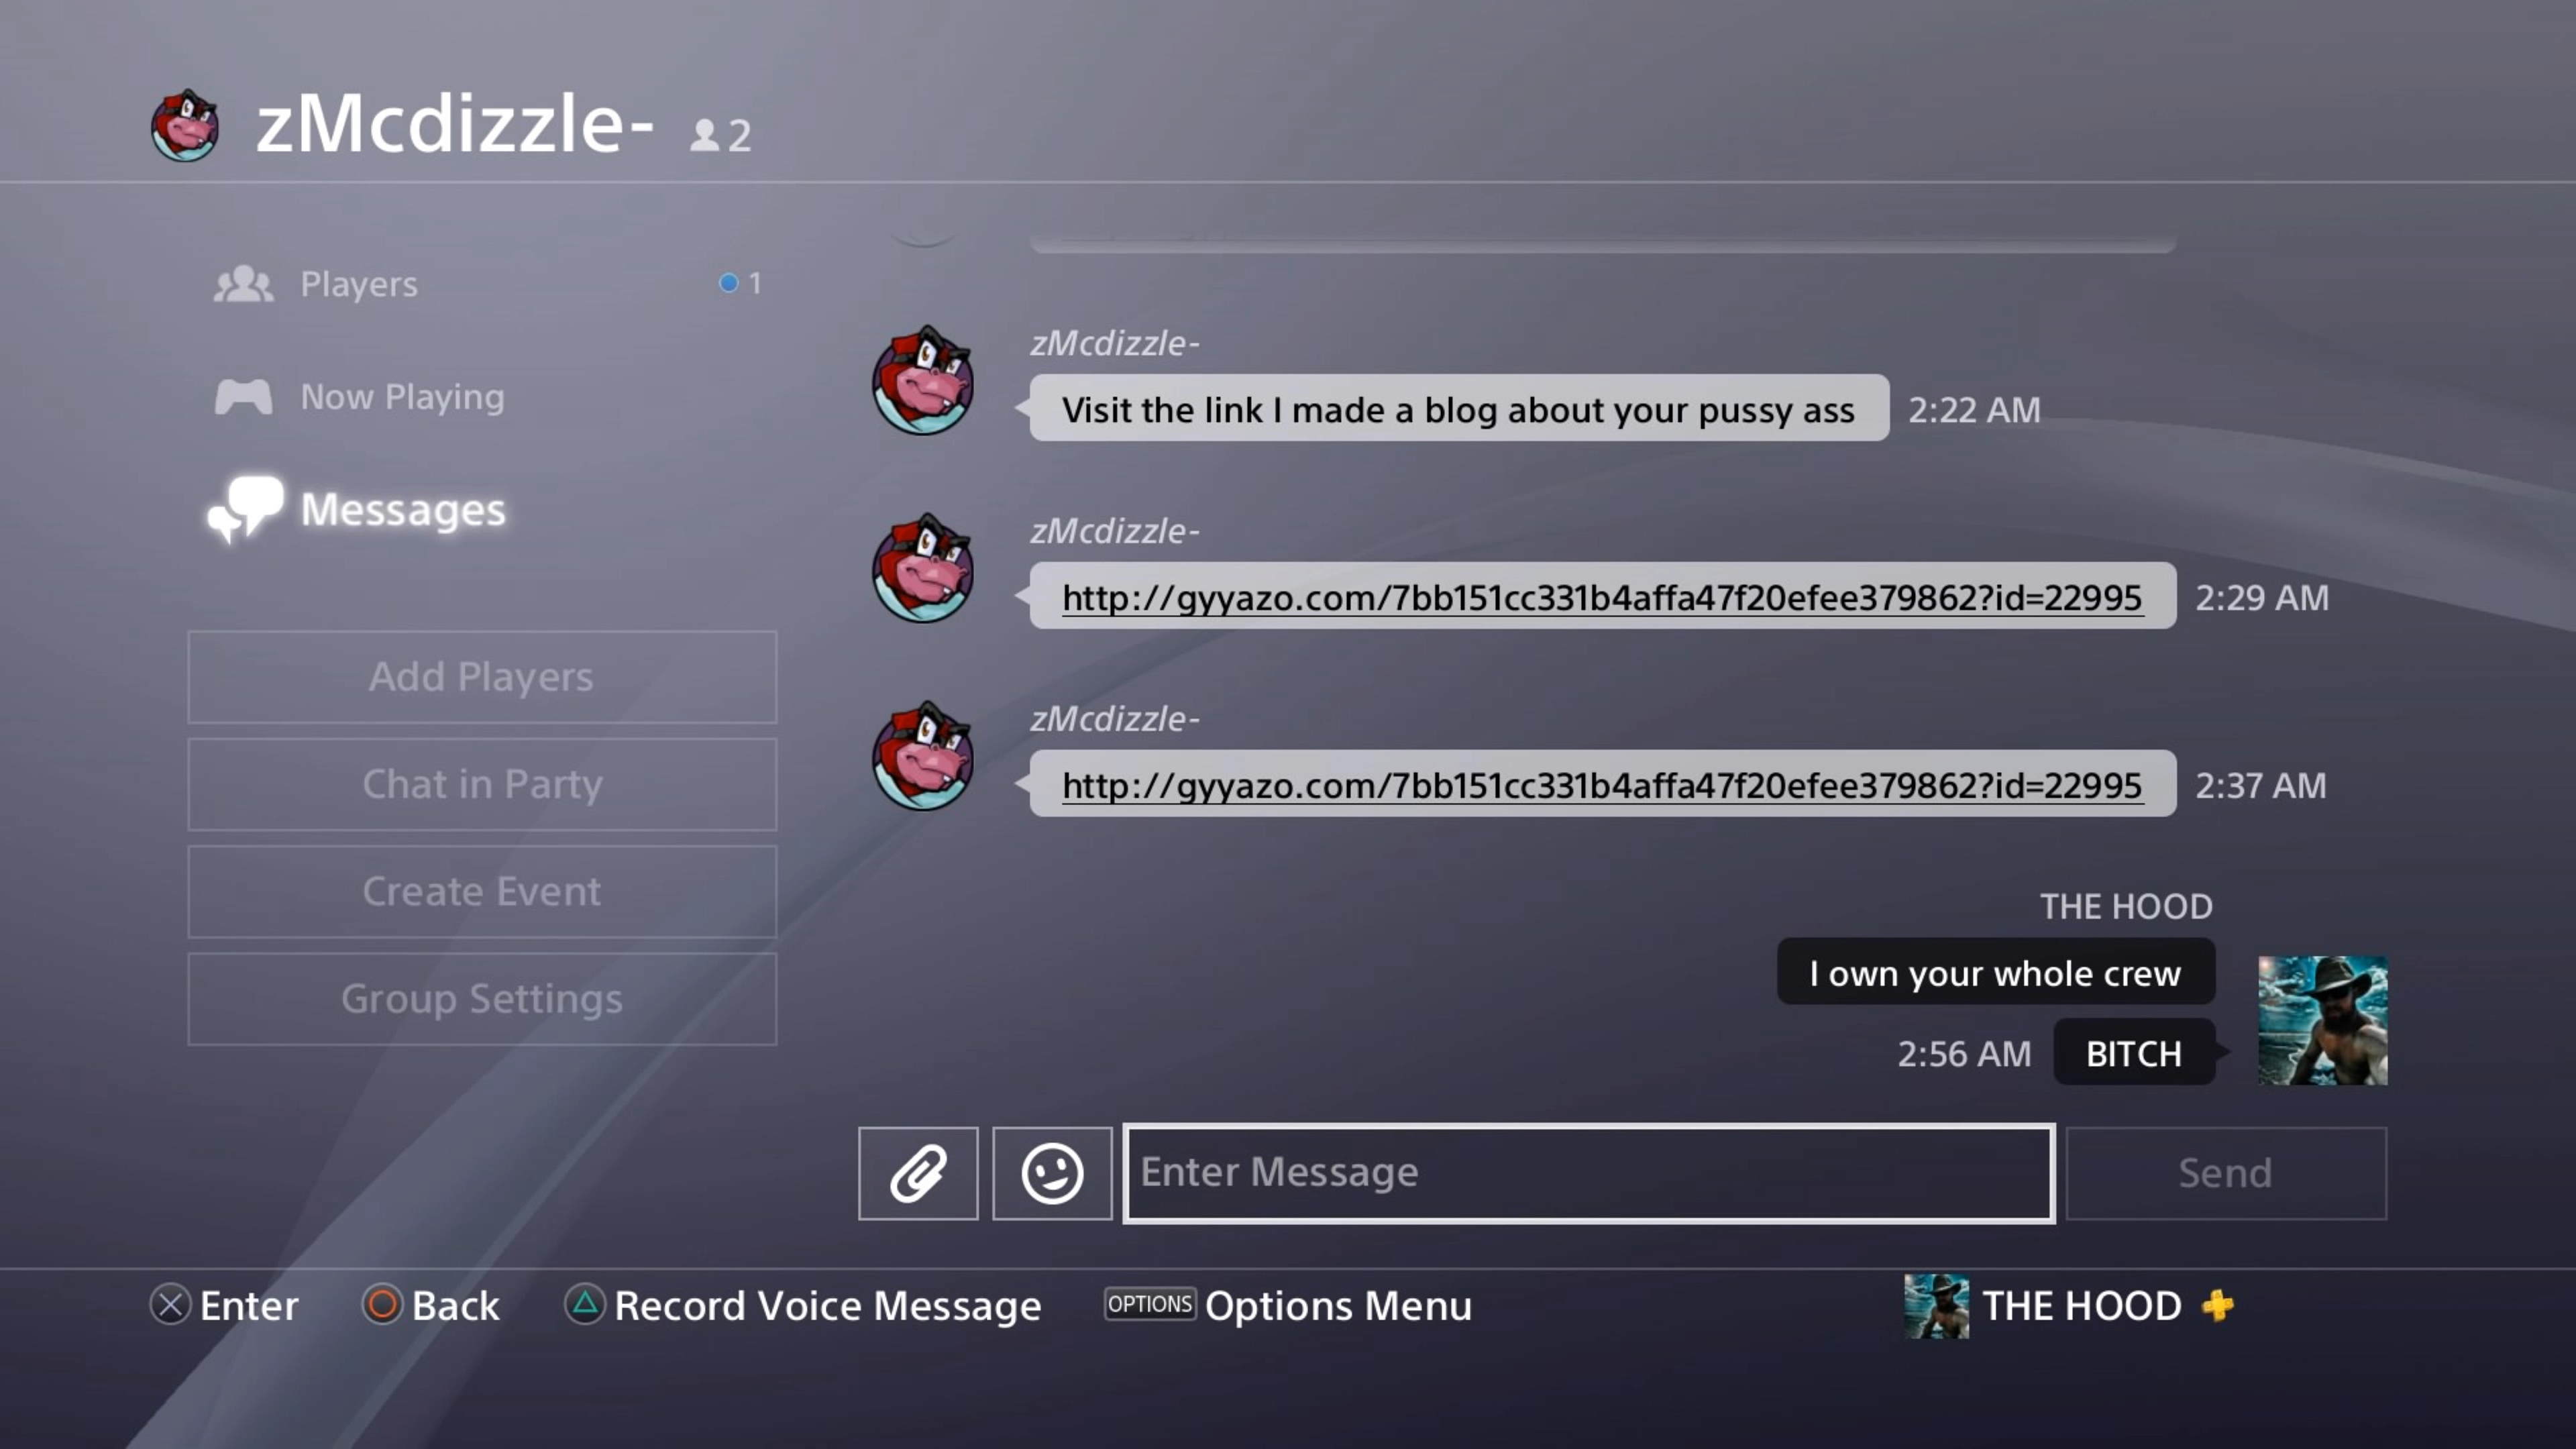 zMcdizzle- 2
Players 1
Now Playing
Messages
Add Players
Chat in Party
Create Event
Group Settings
zMcdizzle-
Visit the link I made a blog about your pussy ass 2:22 AM
zMcdizzle-
http://gyyazo.com/7bb151cc331b4affa47f20efee379862?id=22995 2:29 AM
zMcdizzle-
http://gyyazo.com/7bb151cc331b4affa47f20efee379862?id=22995 2:37 AM
THE HOOD
I own your whole crew
2:56 AM BITCH
Enter Message
Send
Enter Back Record Voice Message OPTIONS Options Menu THE HOOD